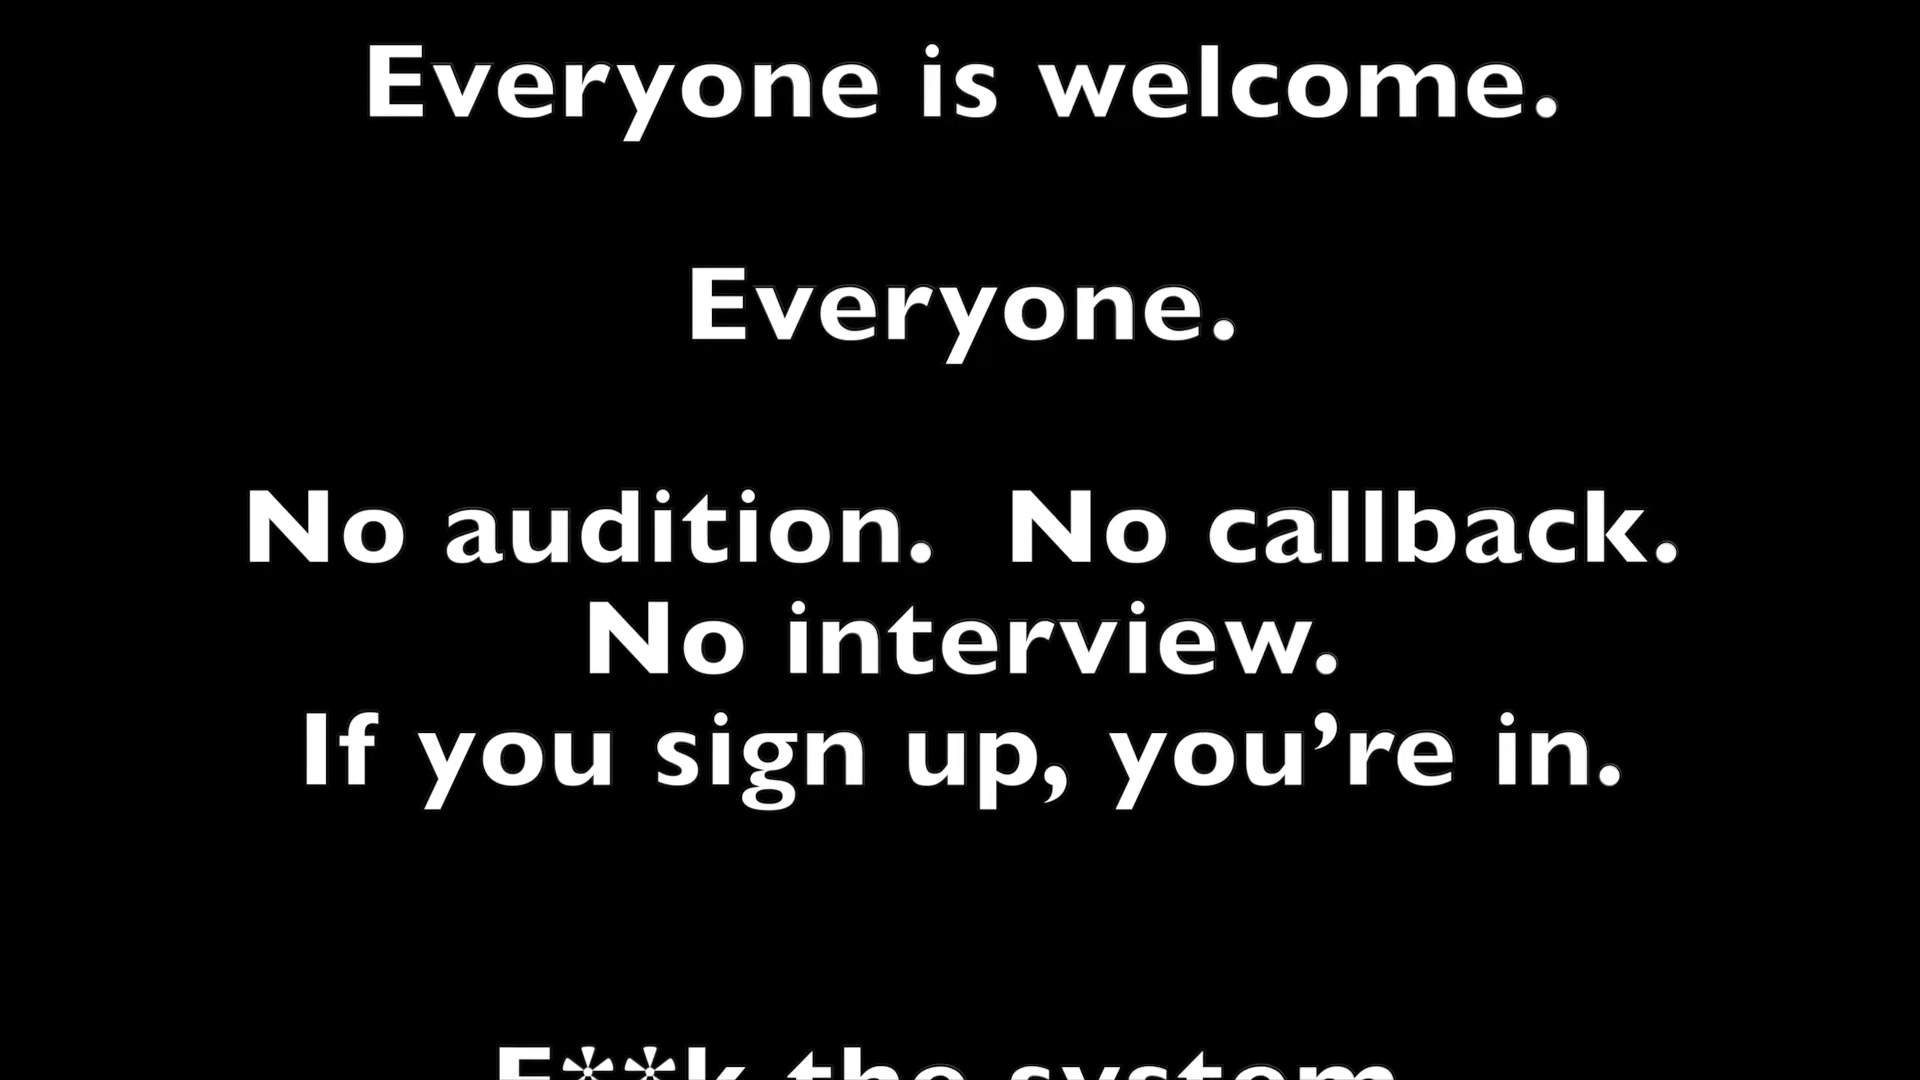 Everyone is welcome.
Everyone.
No audition.  No callback.
No interview.
If you sign up, you’re in.
F**k the system